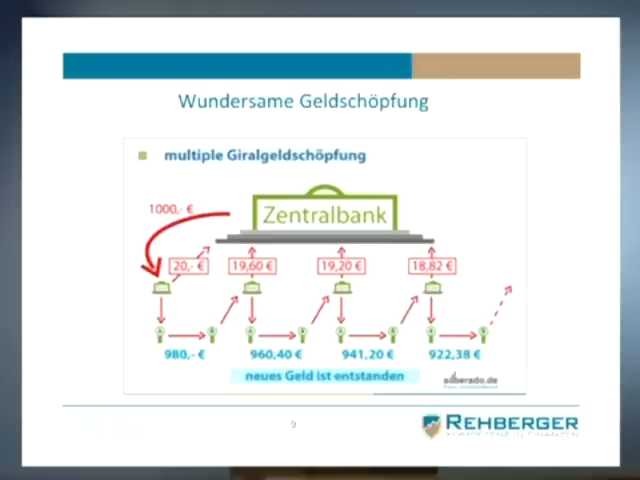 Wundersame Geldschöpfung
multiple Giralgeldschöpfung
1000,- €
Zentralbank
20,- € 19,60 € 19,20 € 18,82 €
980,- € 960,40 € 941,20 € 922,38 €
neues Geld ist entstanden
silberado.de
9
REHBERGER